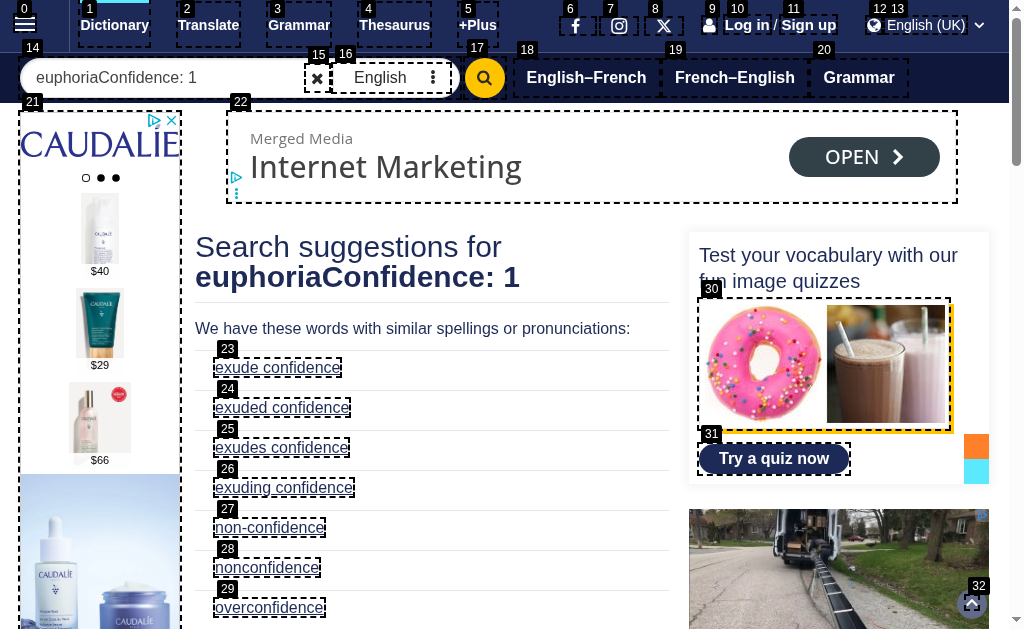 0 1 2 3 4 5 6 7 8 9 10 11 12 13
Dictionary Translate Grammar Thesaurus +Plus Log in / Sign up English (UK)
14 15 16 17 18 19 20
euphoriaConfidence: 1 English English–French French–English Grammar
21 22
CAUDALÍE
$40
$29
$66
CAUDALÍE
CAUDALÍE
Merged Media
Internet Marketing
OPEN
Search suggestions for
euphoriaConfidence: 1
We have these words with similar spellings or pronunciations:
23
exude confidence
24
exuded confidence
25
exudes confidence
26
exuding confidence
27
non-confidence
28
nonconfidence
29
overconfidence
Test your vocabulary with our
fun image quizzes
30
31
Try a quiz now
32